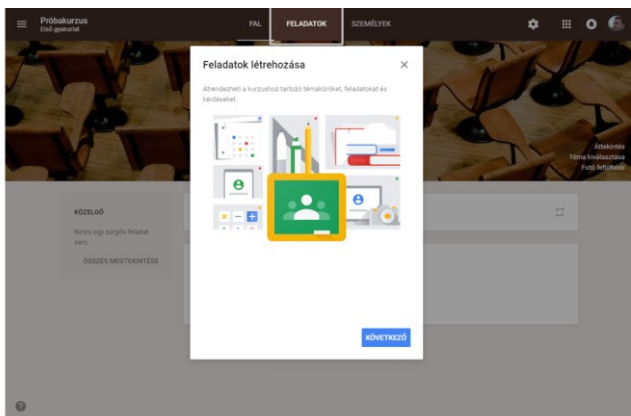 Próbakurzus
Első gyakorlat
FAL
FELADATOK
SZEMÉLYEK
Feladatok létrehozása
Átrendezheti a kurzushoz tartozó témaköröket, feladatokat és
kérdéseket.
Áttekintés
Téma kiválasztása
Fotó feltöltése
KÖZELGŐ
Nincs egy sürgős feladat
sem.
ÖSSZES MEGTEKINTÉSE
KÖVETKEZŐ